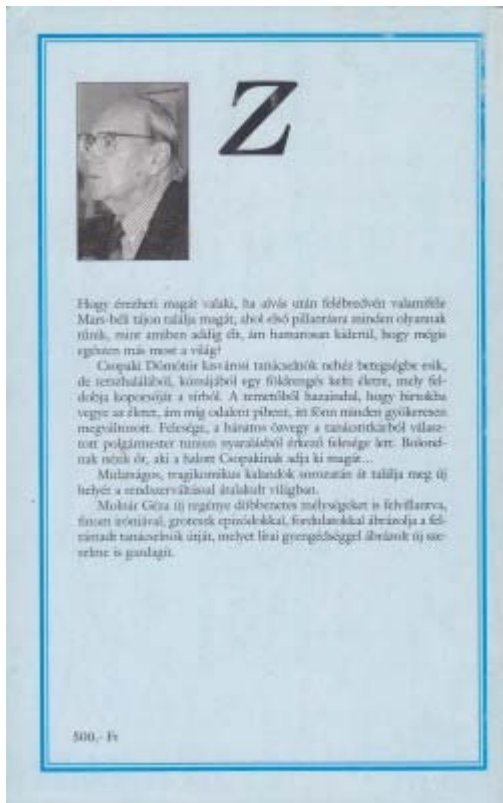 Z
Hogy érezheti magát valaki, ha alvás után felébredvén valamiféle
Mars-béli tájon találja magát, ahol első pillantásra minden olyannak
tűnik, mint amiben addig élt, ám hamarosan kiderül, hogy mégis
egészen más most a világ?
Csopaki Dömötör kisvárosi tanácselnök nehéz betegségbe esik,
de tetszhalálából, kómájából egy földrengés kelti életre, mely fel-
dobja koporsóját a sírból. A temetőből hazaindul, hogy birtokba
vegye az életet, ám míg odalent pihent, itt fönn minden gyökeresen
megváltozott. Felesége, a bánatos özvegy a tanácstitkárból válasz-
tott polgármester tuniszi nyaralásból érkező felesége lett. Bolond-
nak nézik őt, aki a halott Csopakinak adja ki magát...
Mulatságos, tragikomikus kalandok sorozatán át találja meg új
helyét a rendszerváltással átalakult világban.
Molnár Géza új regénye döbbenetes mélységeket is felvillantva,
finom iróniával, groteszk epizódokkal, fordulatokkal ábrázolja a fel-
támadt tanácselnök útját, melyet lírai gyengédséggel ábrázolt új sze-
relme is gazdagít.
500,- Ft